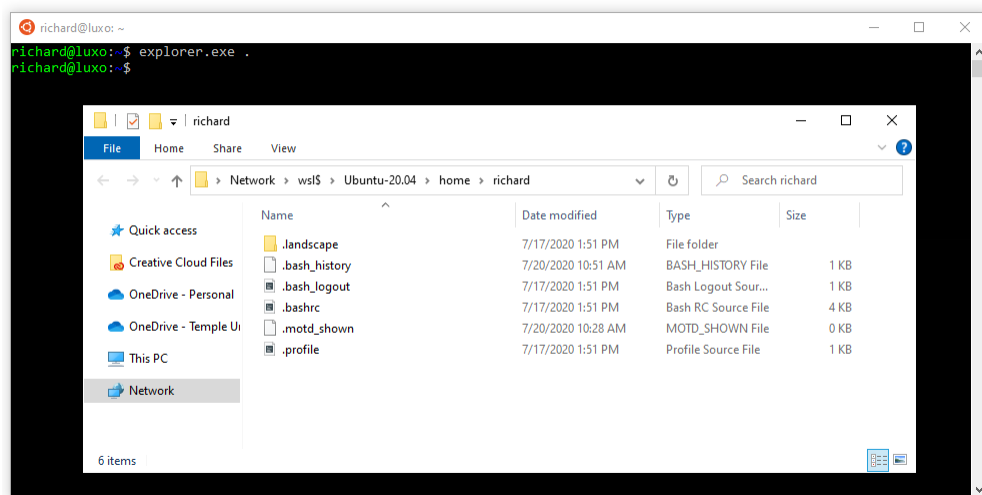 richard@luxo: ~
richard@luxo:~$ explorer.exe .
richard@luxo:~$
richard
File Home Share View
Network > wsl$ > Ubuntu-20.04 > home > richard
Search richard
Name Date modified Type Size
Quick access
Creative Cloud Files
OneDrive - Personal
OneDrive - Temple Un
This PC
Network
.landscape 7/17/2020 1:51 PM File folder
.bash_history 7/20/2020 10:51 AM BASH_HISTORY File 1 KB
.bash_logout 7/17/2020 1:51 PM Bash Logout Sour... 1 KB
.bashrc 7/17/2020 1:51 PM Bash RC Source File 4 KB
.motd_shown 7/20/2020 10:28 AM MOTD_SHOWN File 0 KB
.profile 7/17/2020 1:51 PM Profile Source File 1 KB
6 items